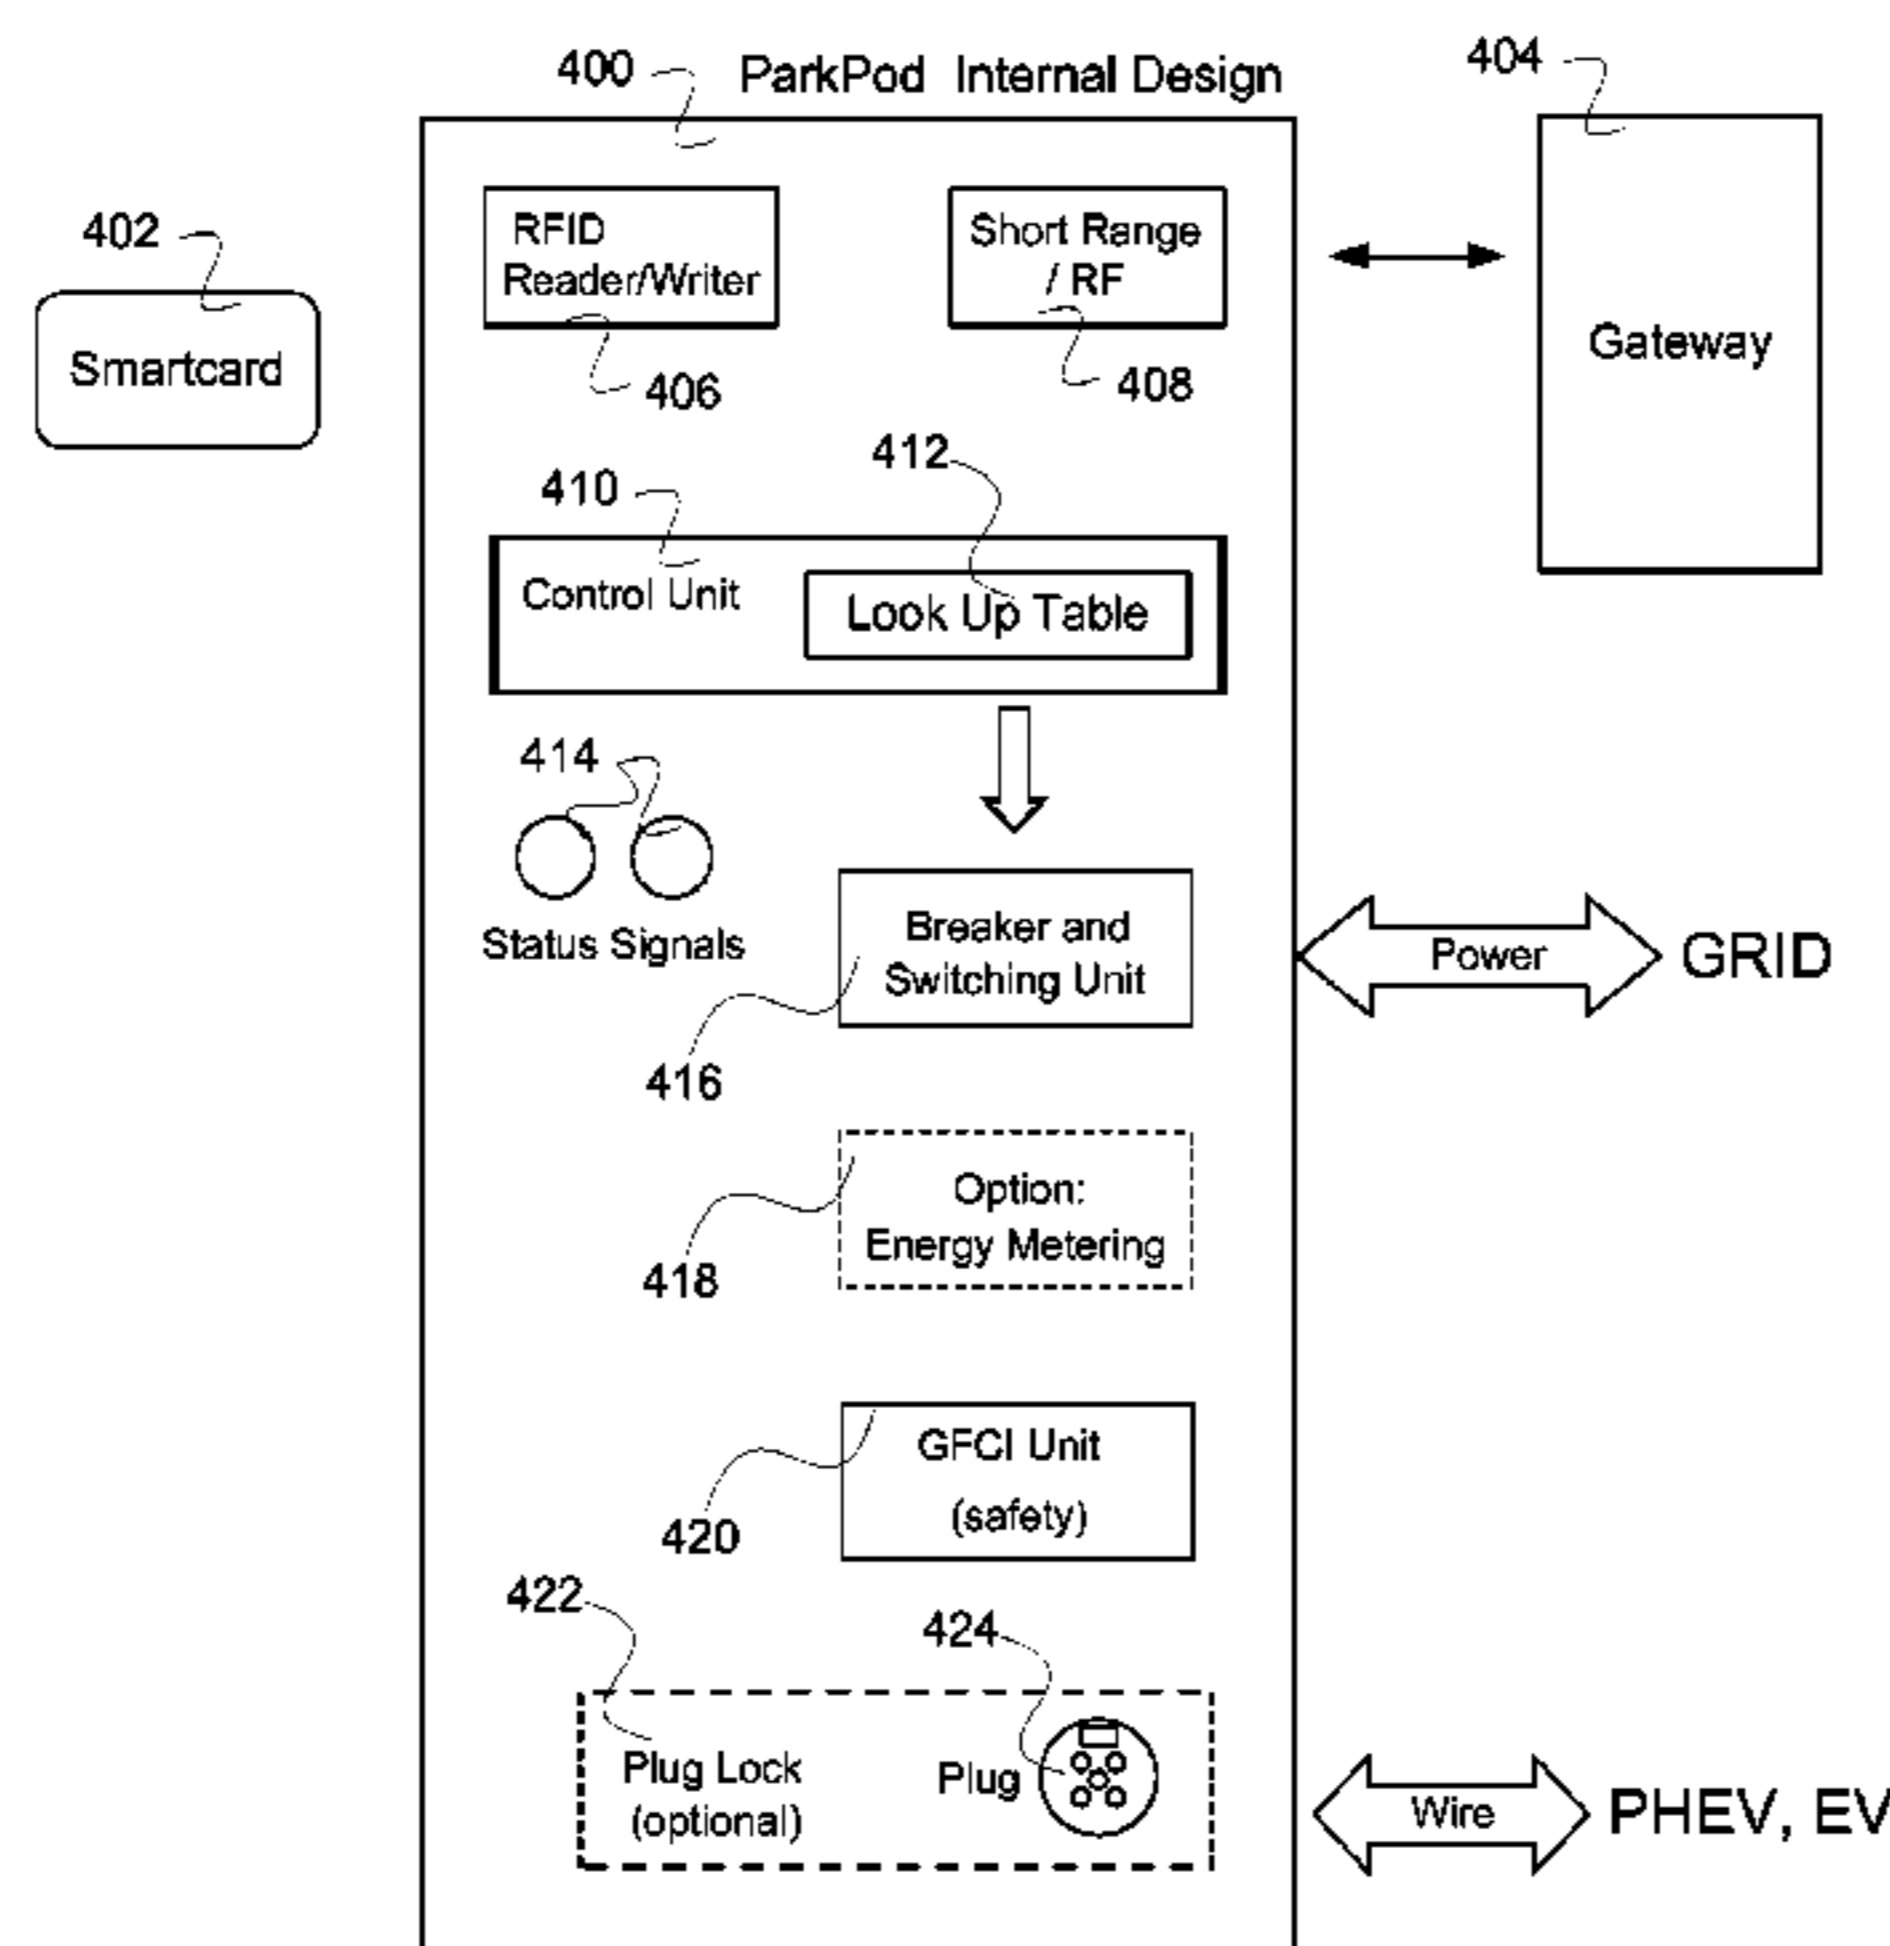 400
ParkPod Internal Design
404
402
RFID
Reader/Writer
Short Range
/ RF
Smartcard
Gateway
406
408
412
410
Control Unit
Look Up Table
414
Status Signals
Breaker and
Switching Unit
Power
GRID
416
Option:
Energy Metering
418
GFCI Unit
(safety)
420
422
424
Plug Lock
(optional)
Plug
Wire
PHEV, EV